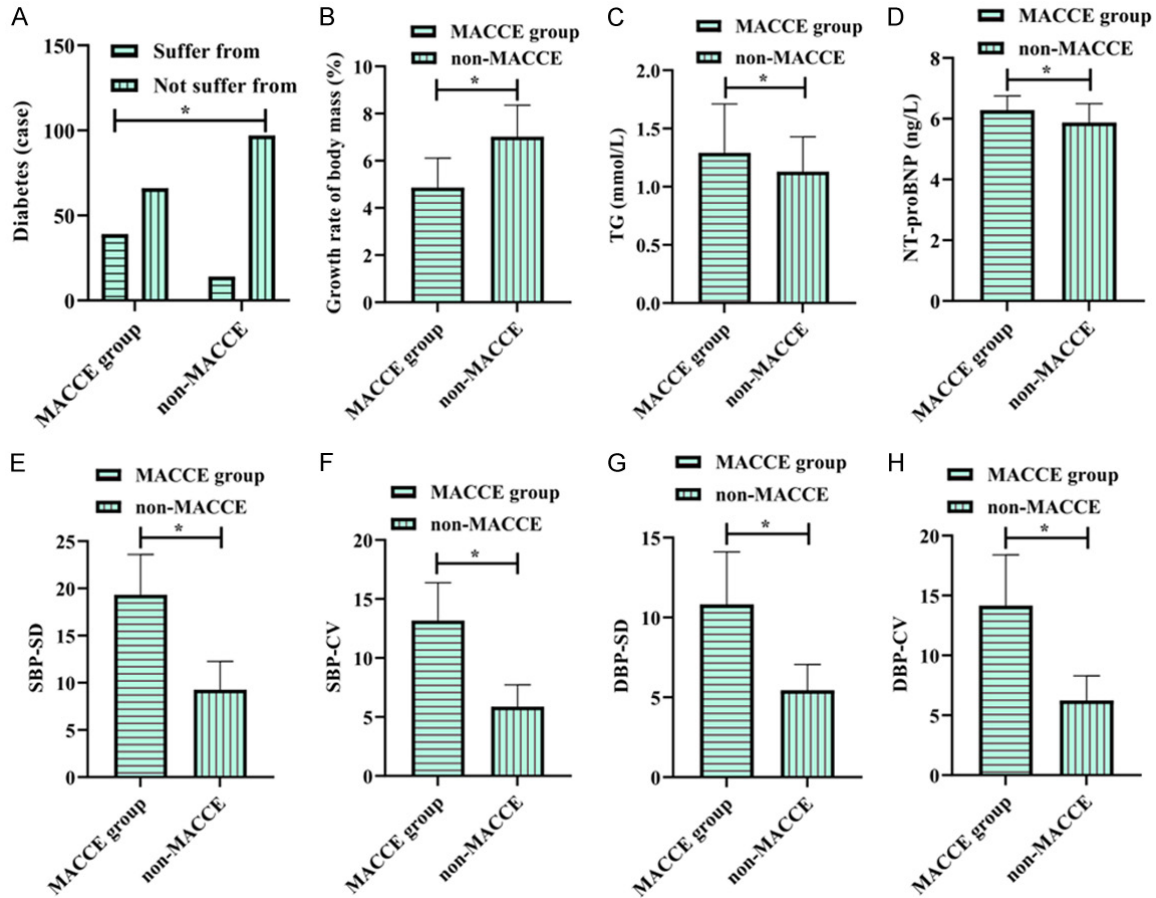 A
Suffer from
Not suffer from
*
Diabetes (case)
150
100
50
0
MACCE group
non-MACCE
B
MACCE group
non-MACCE
*
Growth rate of body mass (%)
10
8
6
4
2
0
MACCE group
non-MACCE
C
MACCE group
non-MACCE
*
TG (mmol/L)
2.0
1.5
1.0
0.5
0.0
MACCE group
non-MACCE
D
MACCE group
non-MACCE
*
NT-proBNP (ng/L)
8
6
4
2
0
MACCE group
non-MACCE
E
MACCE group
non-MACCE
*
SBP-SD
25
20
15
10
5
0
MACCE group
non-MACCE
F
MACCE group
non-MACCE
*
SBP-CV
20
15
10
5
0
MACCE group
non-MACCE
G
MACCE group
non-MACCE
*
DBP-SD
15
10
5
0
MACCE group
non-MACCE
H
MACCE group
non-MACCE
*
DBP-CV
20
15
10
5
0
MACCE group
non-MACCE